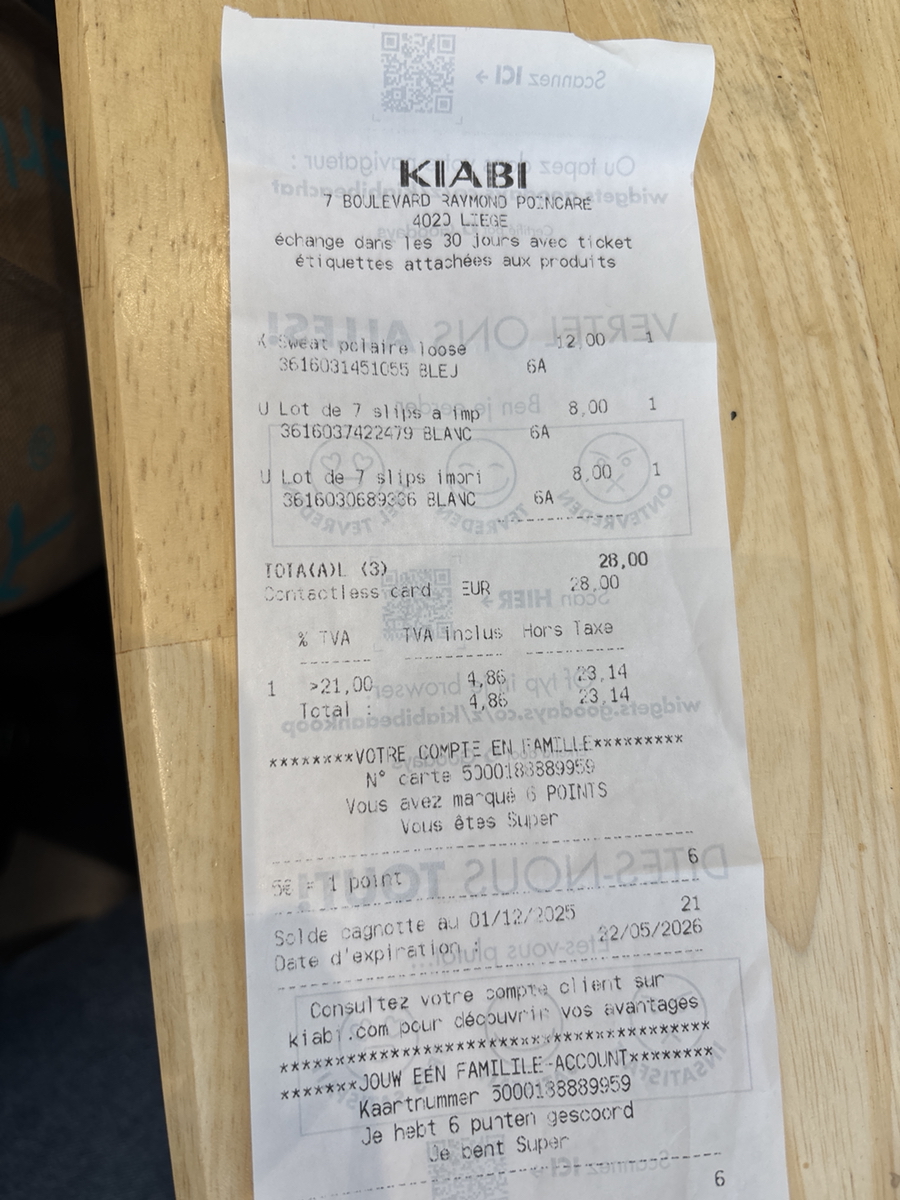 KIABI
7 BOULEVARD RAYMOND POINCARE
4020 LIEGE
échange dans les 30 jours avec ticket
étiquettes attachées aux produits
Sweat polaire loose 12,00 1
3616031451055 BLEU 6A
U Lot de 7 slips à imp 8,00 1
3616037422479 BLANC 6A
U Lot de 7 slips impri 8,00 1
BLANC 6A
TOTA(A)L (3) 28,00
Contactless card EUR 28,00
% TVA TVA inclus Hors Taxe
1 >21,00 4,86 23,14
Total : 4,86 23,14
********VOTRE COMPTE EN FAMILLE*********
N° carte 5000188889959
Vous avez marqué 6 POINTS
Vous êtes Super
6
5€ = 1 point
Solde cagnotte au 01/12/2025 21
Date d'expiration : 22/05/2026
Consultez votre compte client sur
kiabi.com pour découvrir vos avantages
****************************************
*******JOUW EEN FAMILILE-ACCOUNT********
Kaartnummer 5000188889959
Je hebt 6 punten gescoord
Je bent Super
6